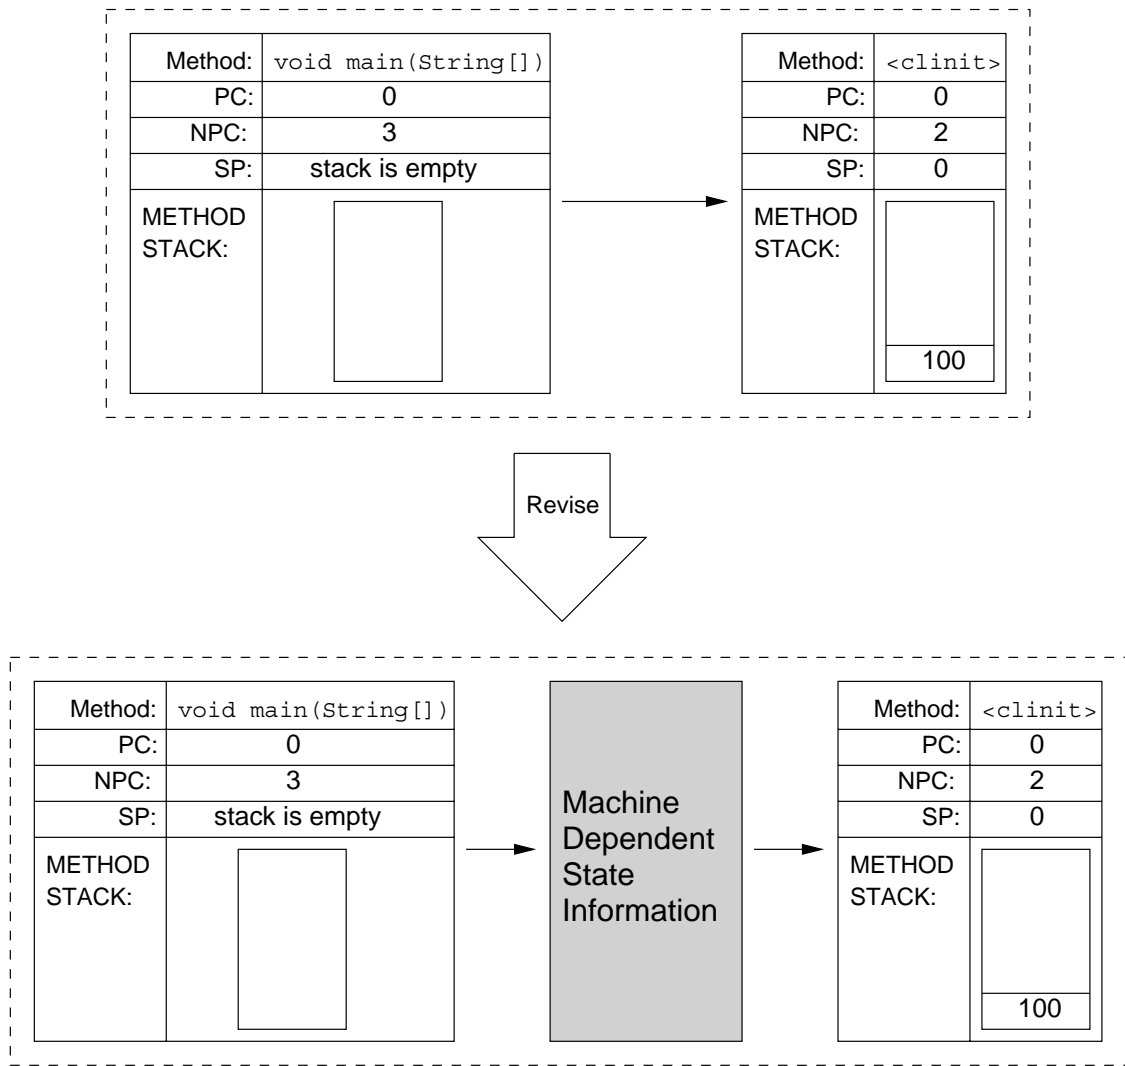 Method: void main(String[])
PC: 0
NPC: 3
SP: stack is empty
METHOD
STACK:
Method: <clinit>
PC: 0
NPC: 2
SP: 0
METHOD
STACK:
100
Revise
Method: void main(String[])
PC: 0
NPC: 3
SP: stack is empty
METHOD
STACK:
Machine
Dependent
State
Information
Method: <clinit>
PC: 0
NPC: 2
SP: 0
METHOD
STACK:
100